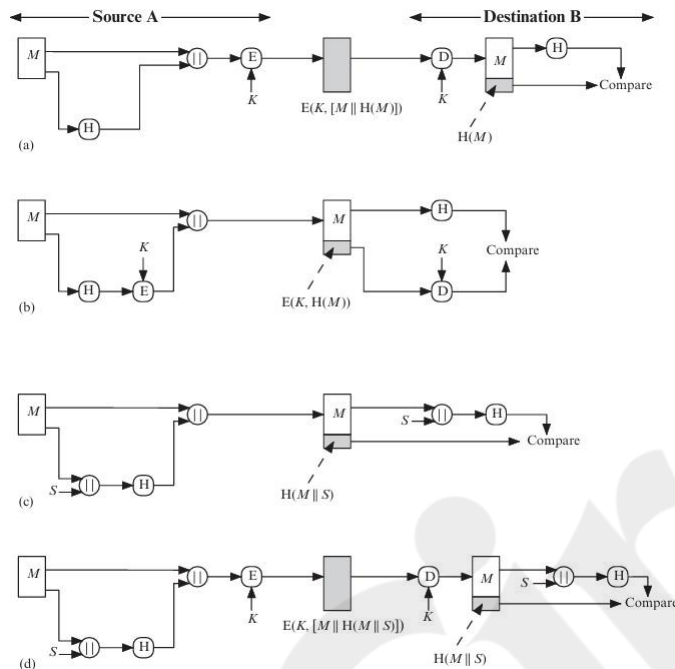 Source A Destination B
M || E D M H
K K Compare
E(K, [M || H(M)])
H H(M)
(a)
M || M H
K K Compare
H E D
E(K, H(M))
(b)
M || M S || H
Compare
S || H
H(M || S)
(c)
M || E D M S || H
K K Compare
E(K, [M || H(M || S)])
S || H
H(M || S)
(d)